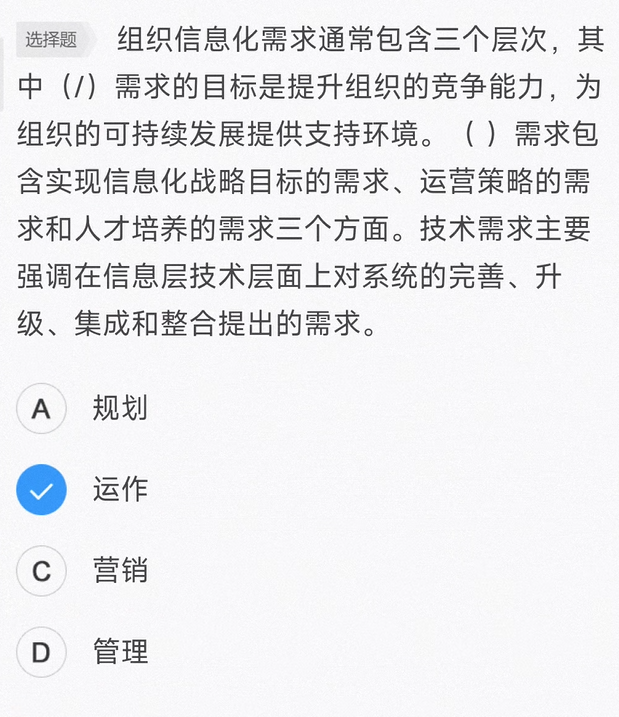 选择题 组织信息化需求通常包含三个层次，其
中（/）需求的目标是提升组织的竞争能力，为
组织的可持续发展提供支持环境。（ ）需求包
含实现信息化战略目标的需求、运营策略的需
求和人才培养的需求三个方面。技术需求主要
强调在信息层技术层面上对系统的完善、升
级、集成和整合提出的需求。
A 规划
运作
C 营销
D 管理